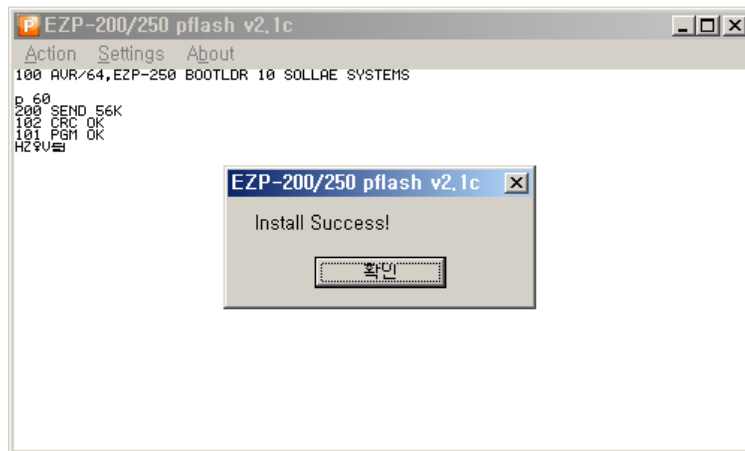 EZP-200/250 pflash v2.1c
Action Settings About
100 AVR/64,EZP-250 BOOTLDR 10 SOLLAE SYSTEMS
p 60
200 SEND 56K
102 CRC OK
101 PGM OK
EZP-200/250 pflash v2.1c
Install Success!
확인